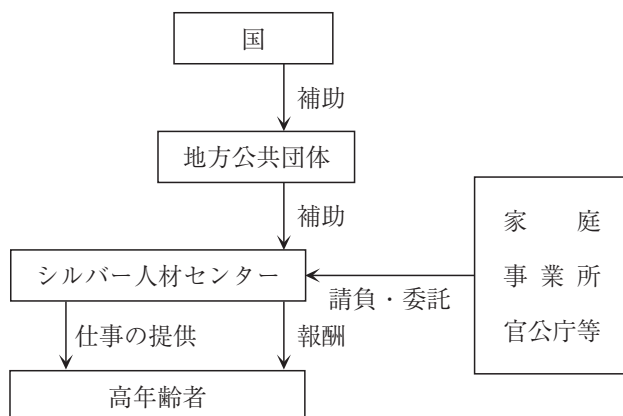 国
補助
地方公共団体
補助
シルバー人材センター
請負・委託
家庭
事業所
官公庁等
仕事の提供
報酬
高年齢者